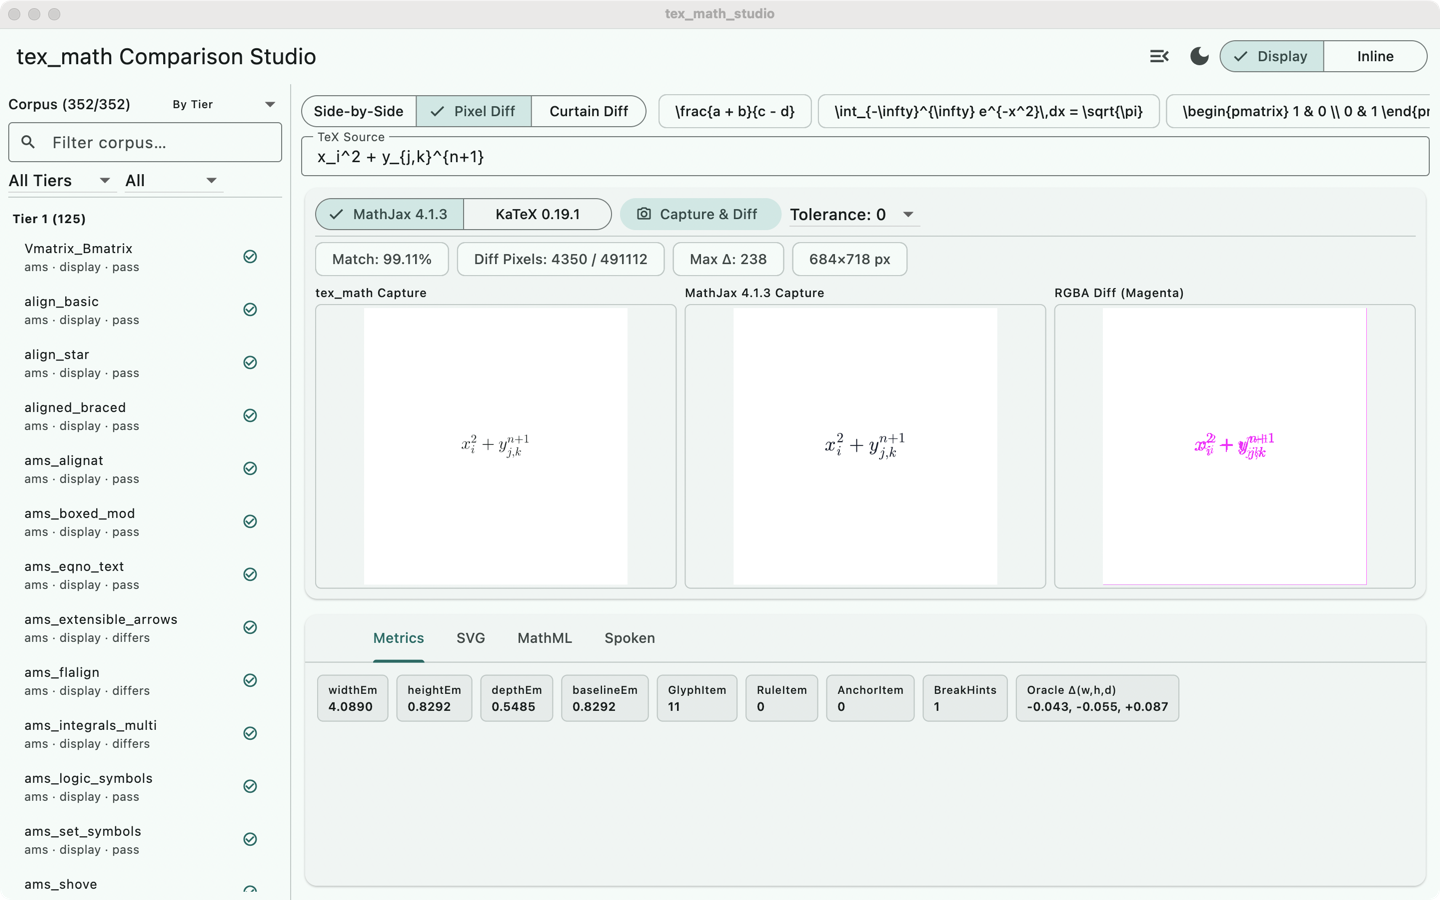 tex_math_studio
tex_math Comparison Studio
Display
Inline
Corpus (352/352)
By Tier
Filter corpus...
All Tiers
All
Tier 1 (125)
Vmatrix_Bmatrix
ams · display · pass
align_basic
ams · display · pass
align_star
ams · display · pass
aligned_braced
ams · display · pass
ams_alignat
ams · display · pass
ams_boxed_mod
ams · display · pass
ams_eqno_text
ams · display · pass
ams_extensible_arrows
ams · display · differs
ams_flalign
ams · display · differs
ams_integrals_multi
ams · display · differs
ams_logic_symbols
ams · display · pass
ams_set_symbols
ams · display · pass
ams_shove
Side-by-Side
Pixel Diff
Curtain Diff
\frac{a + b}{c - d}
\int_{-\infty}^{\infty} e^{-x^2}\,dx = \sqrt{\pi}
\begin{pmatrix} 1 & 0 \\ 0 & 1 \end{pm
TeX Source
x_i^2 + y_{j,k}^{n+1}
MathJax 4.1.3
KaTeX 0.19.1
Capture & Diff
Tolerance: 0
Match: 99.11%
Diff Pixels: 4350 / 491112
Max Δ: 238
684×718 px
tex_math Capture
MathJax 4.1.3 Capture
RGBA Diff (Magenta)
x_i^2 + y_{j,k}^{n+1}
x_i^2 + y_{j,k}^{n+1}
Metrics
SVG
MathML
Spoken
widthEm
4.0890
heightEm
0.8292
depthEm
0.5485
baselineEm
0.8292
GlyphItem
11
RuleItem
0
AnchorItem
0
BreakHints
1
Oracle Δ(w,h,d)
-0.043, -0.055, +0.087